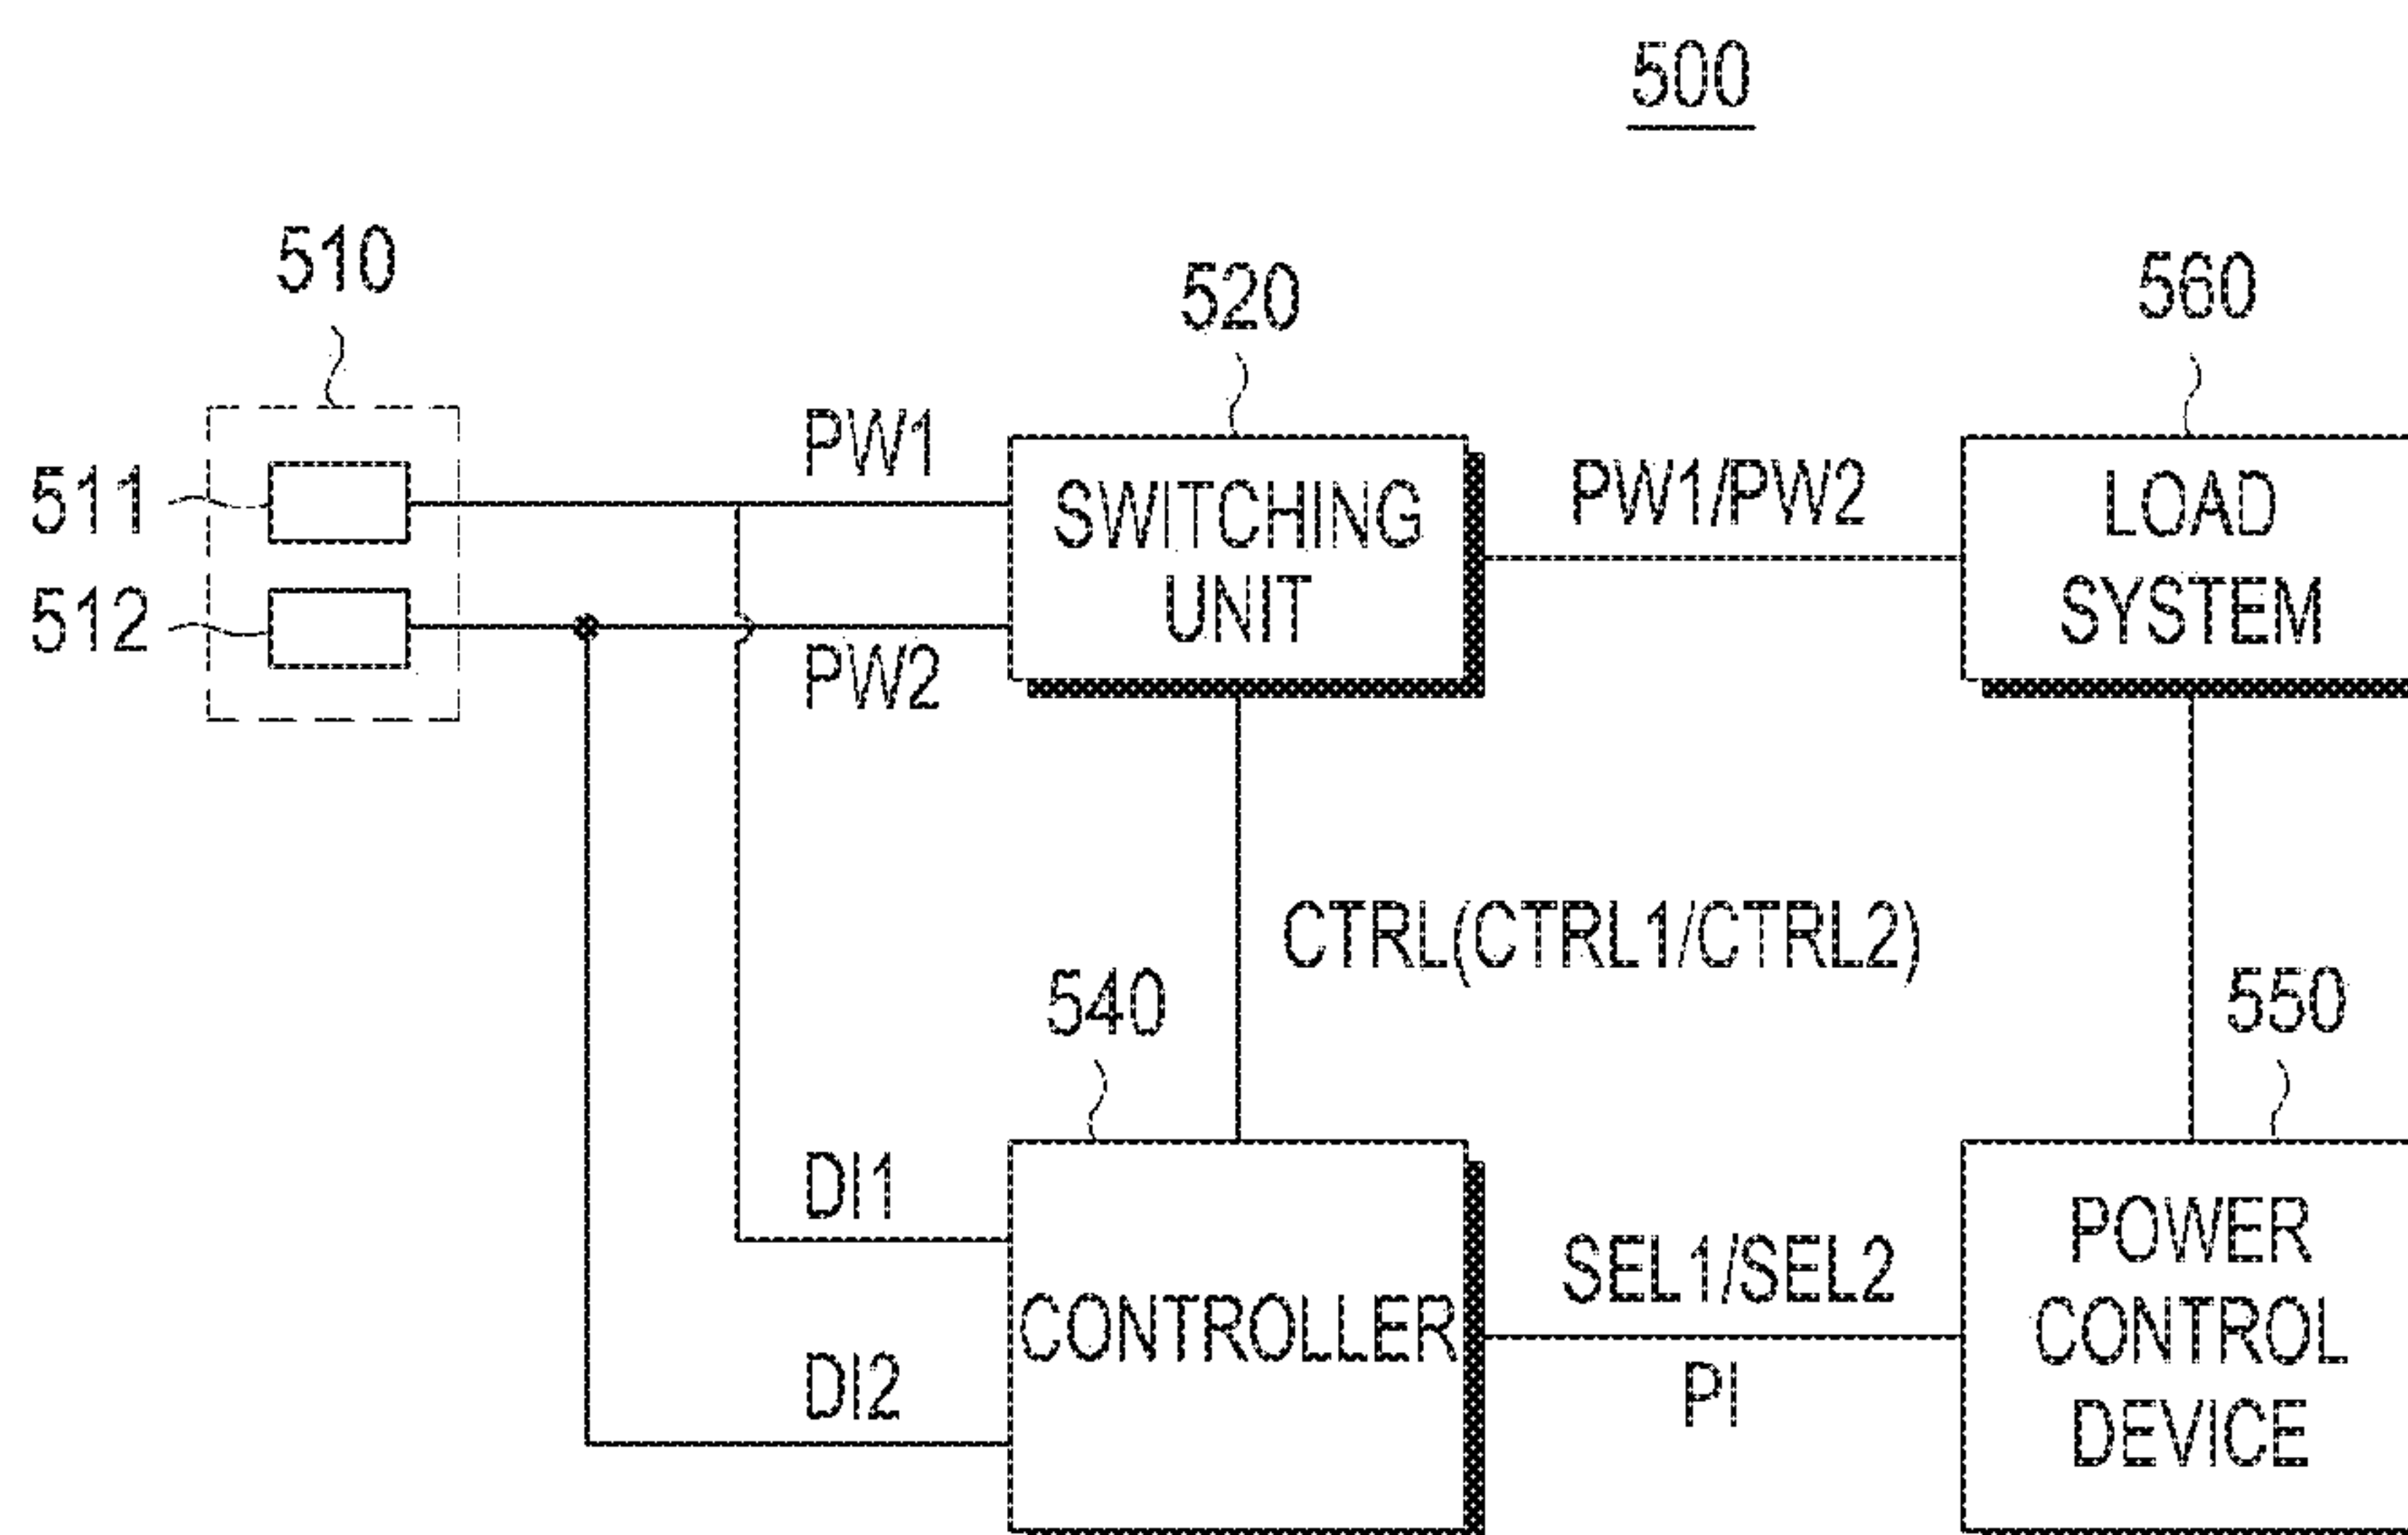 500
510
520
560
511
512
PW1
PW2
SWITCHING
UNIT
PW1/PW2
LOAD
SYSTEM
CTRL(CTRL1/CTRL2)
540
550
DI1
DI2
CONTROLLER
SEL1/SEL2
PI
POWER
CONTROL
DEVICE